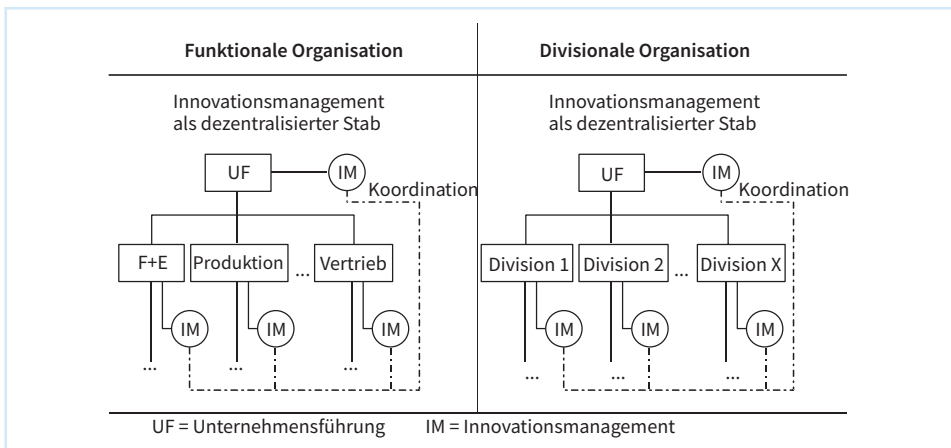 Funktionale Organisation
Divisionale Organisation
Innovationsmanagement
als dezentralisierter Stab
UF
IM
Koordination
F+E
Produktion
...
Vertrieb
IM
IM
IM
...
...
...
Innovationsmanagement
als dezentralisierter Stab
UF
IM
Koordination
Division 1
Division 2
...
Division X
IM
IM
IM
...
...
...
UF = Unternehmensführung IM = Innovationsmanagement